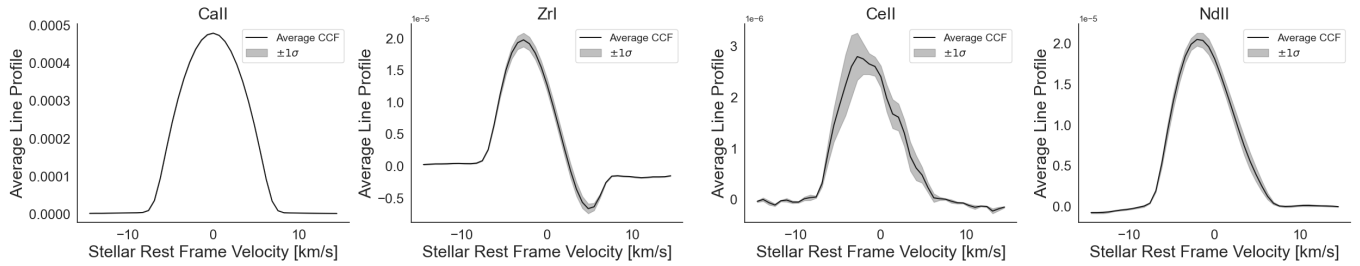 CaII
0.0005
0.0004
0.0003
0.0002
0.0001
0.0000
Average Line Profile
Average CCF
±1σ
−10
0
10
Stellar Rest Frame Velocity [km/s]
ZrI
1e−5
2.0
1.5
1.0
0.5
0.0
−0.5
Average Line Profile
Average CCF
±1σ
−10
0
10
Stellar Rest Frame Velocity [km/s]
CeII
1e−6
3
2
1
0
Average Line Profile
Average CCF
±1σ
−10
0
10
Stellar Rest Frame Velocity [km/s]
NdII
1e−5
2.0
1.5
1.0
0.5
0.0
Average Line Profile
Average CCF
±1σ
−10
0
10
Stellar Rest Frame Velocity [km/s]